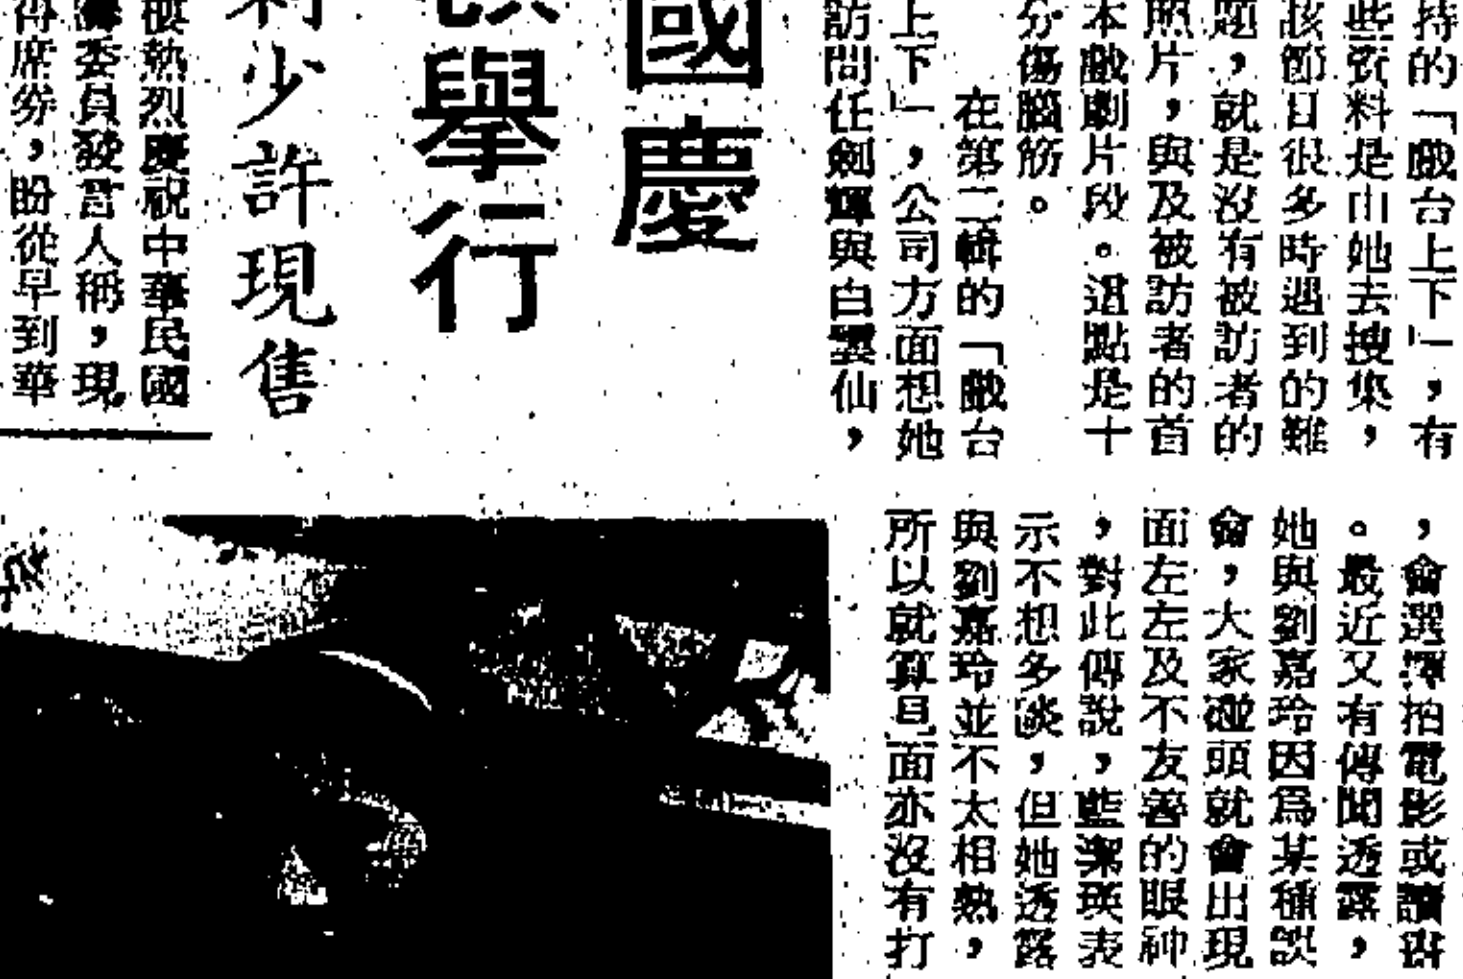 持的「戲台上下」，有
些資料是由她去搜集，
該節目很多時遇到的難
題，就是沒有被訪者的
照片，與及被訪者的首
本戲劇片段。這點是十
分傷腦筋。
在第二輯的「戲台
上下」，公司方面想她
訪問任劍輝與白雪仙，
，會選擇拍電影或讀書
。最近又有傳聞透露，
她與劉嘉玲因為某種誤
會，大家碰頭就會出現
面左左及不友善的眼神
，對此傳說，藍潔瑛表
示不想多談，但她透露
與劉嘉玲並不太相熟，
所以就算見面亦沒有打
國慶
舉行
少許現售
熱烈慶祝中華民國
委員發言人稱，現
席券，盼從早到華